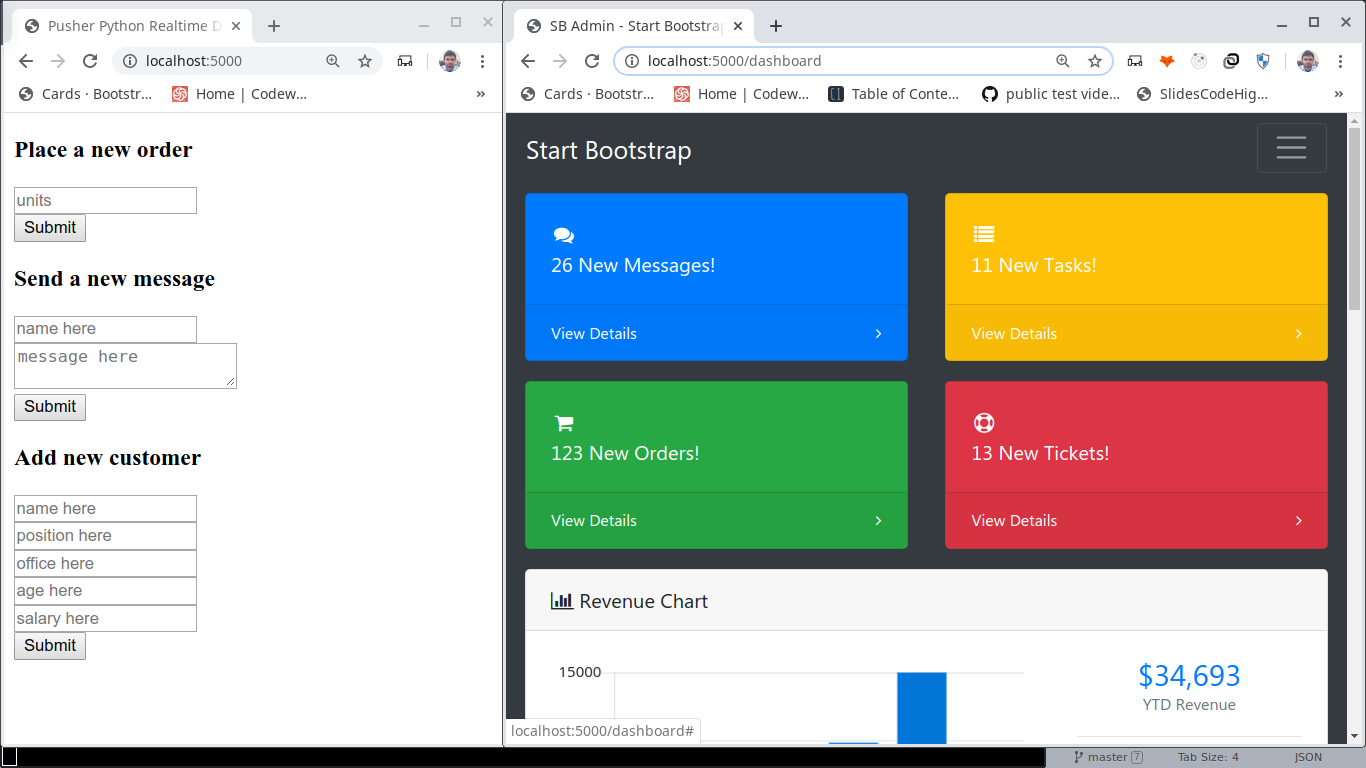 Pusher Python Realtime D
localhost:5000
Cards · Bootstr...
Home | Codew...
»
Place a new order
units
Submit
Send a new message
name here
message here
Submit
Add new customer
name here
position here
office here
age here
salary here
Submit
SB Admin - Start Bootstrap
localhost:5000/dashboard
Cards · Bootstr...
Home | Codew...
Table of Conte...
public test vide...
SlidesCodeHig...
»
Start Bootstrap
26 New Messages!
View Details
11 New Tasks!
View Details
123 New Orders!
View Details
13 New Tickets!
View Details
Revenue Chart
15000
$34,693
YTD Revenue
localhost:5000/dashboard#
master 7
Tab Size: 4
JSON